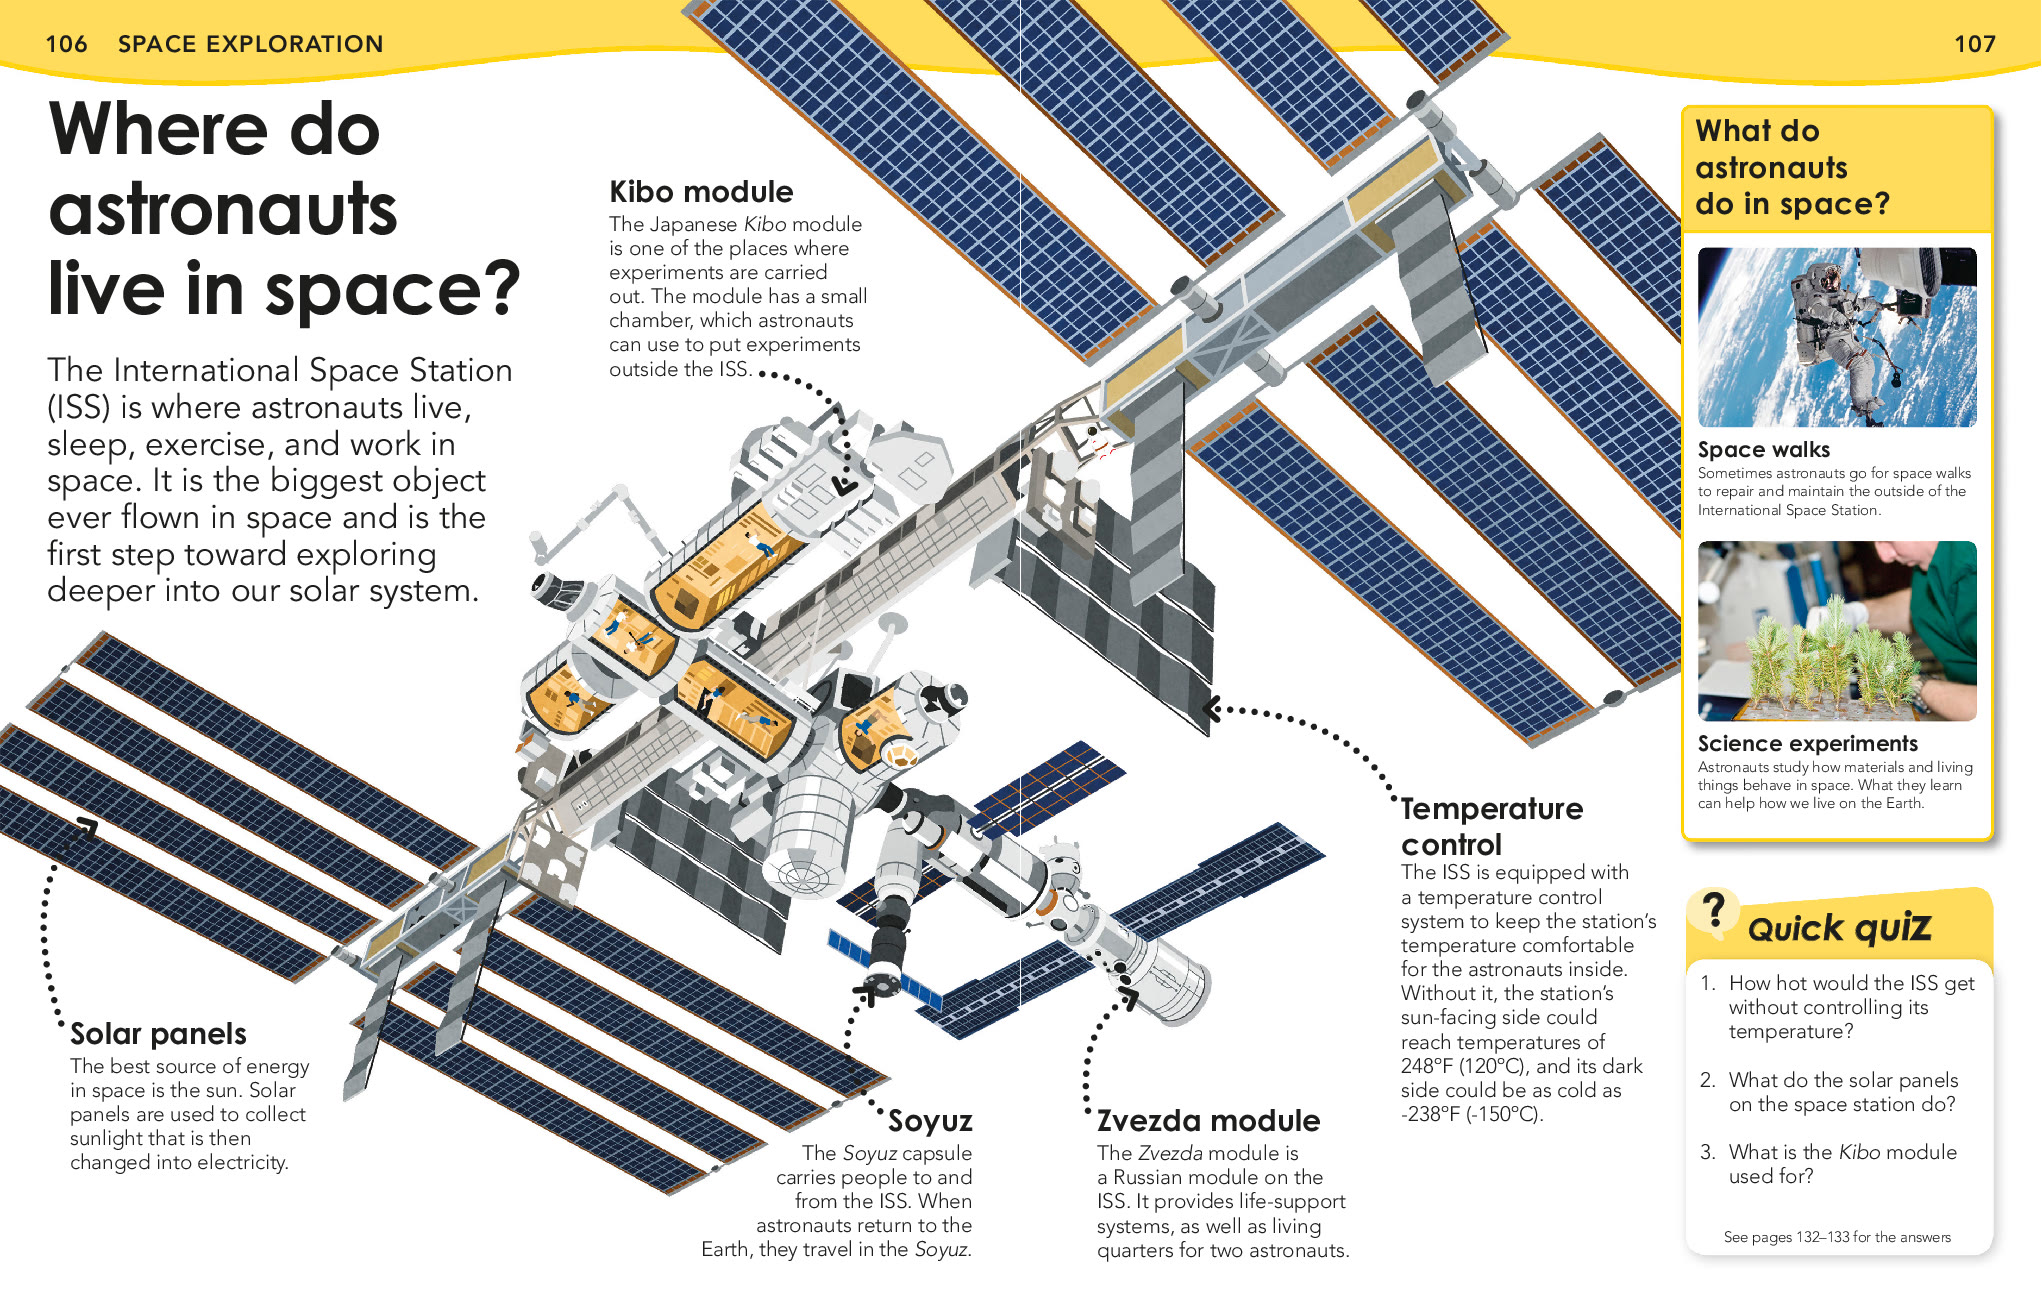 106 SPACE EXPLORATION
107
Where do
astronauts
live in space?
The International Space Station
(ISS) is where astronauts live,
sleep, exercise, and work in
space. It is the biggest object
ever flown in space and is the
first step toward exploring
deeper into our solar system.
Kibo module
The Japanese Kibo module
is one of the places where
experiments are carried
out. The module has a small
chamber, which astronauts
can use to put experiments
outside the ISS.
Solar panels
The best source of energy
in space is the sun. Solar
panels are used to collect
sunlight that is then
changed into electricity.
Soyuz
The Soyuz capsule
carries people to and
from the ISS. When
astronauts return to the
Earth, they travel in the Soyuz.
Zvezda module
The Zvezda module is
a Russian module on the
ISS. It provides life-support
systems, as well as living
quarters for two astronauts.
Temperature
control
The ISS is equipped with
a temperature control
system to keep the station's
temperature comfortable
for the astronauts inside.
Without it, the station's
sun-facing side could
reach temperatures of
248°F (120°C), and its dark
side could be as cold as
-238°F (-150°C).
What do
astronauts
do in space?
Space walks
Sometimes astronauts go for space walks
to repair and maintain the outside of the
International Space Station.
Science experiments
Astronauts study how materials and living
things behave in space. What they learn
can help how we live on the Earth.
?
Quick quiz
1. How hot would the ISS get
without controlling its
temperature?
2. What do the solar panels
on the space station do?
3. What is the Kibo module
used for?
See pages 132–133 for the answers